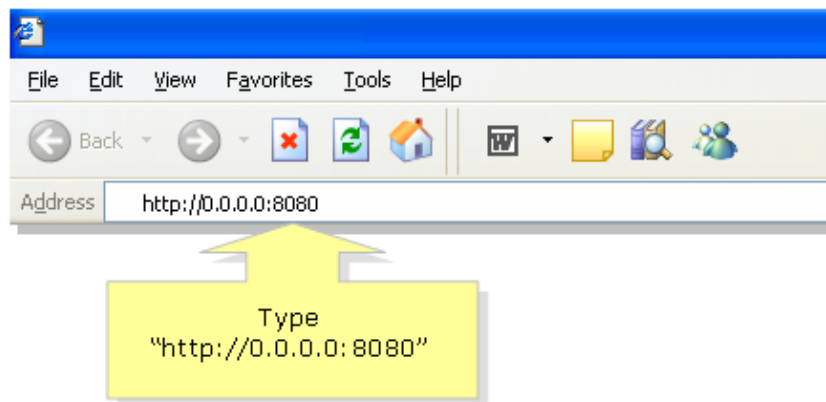 File Edit View Favorites Tools Help
Back
Address http://0.0.0.0:8080
Type
“http://0.0.0.0:8080”